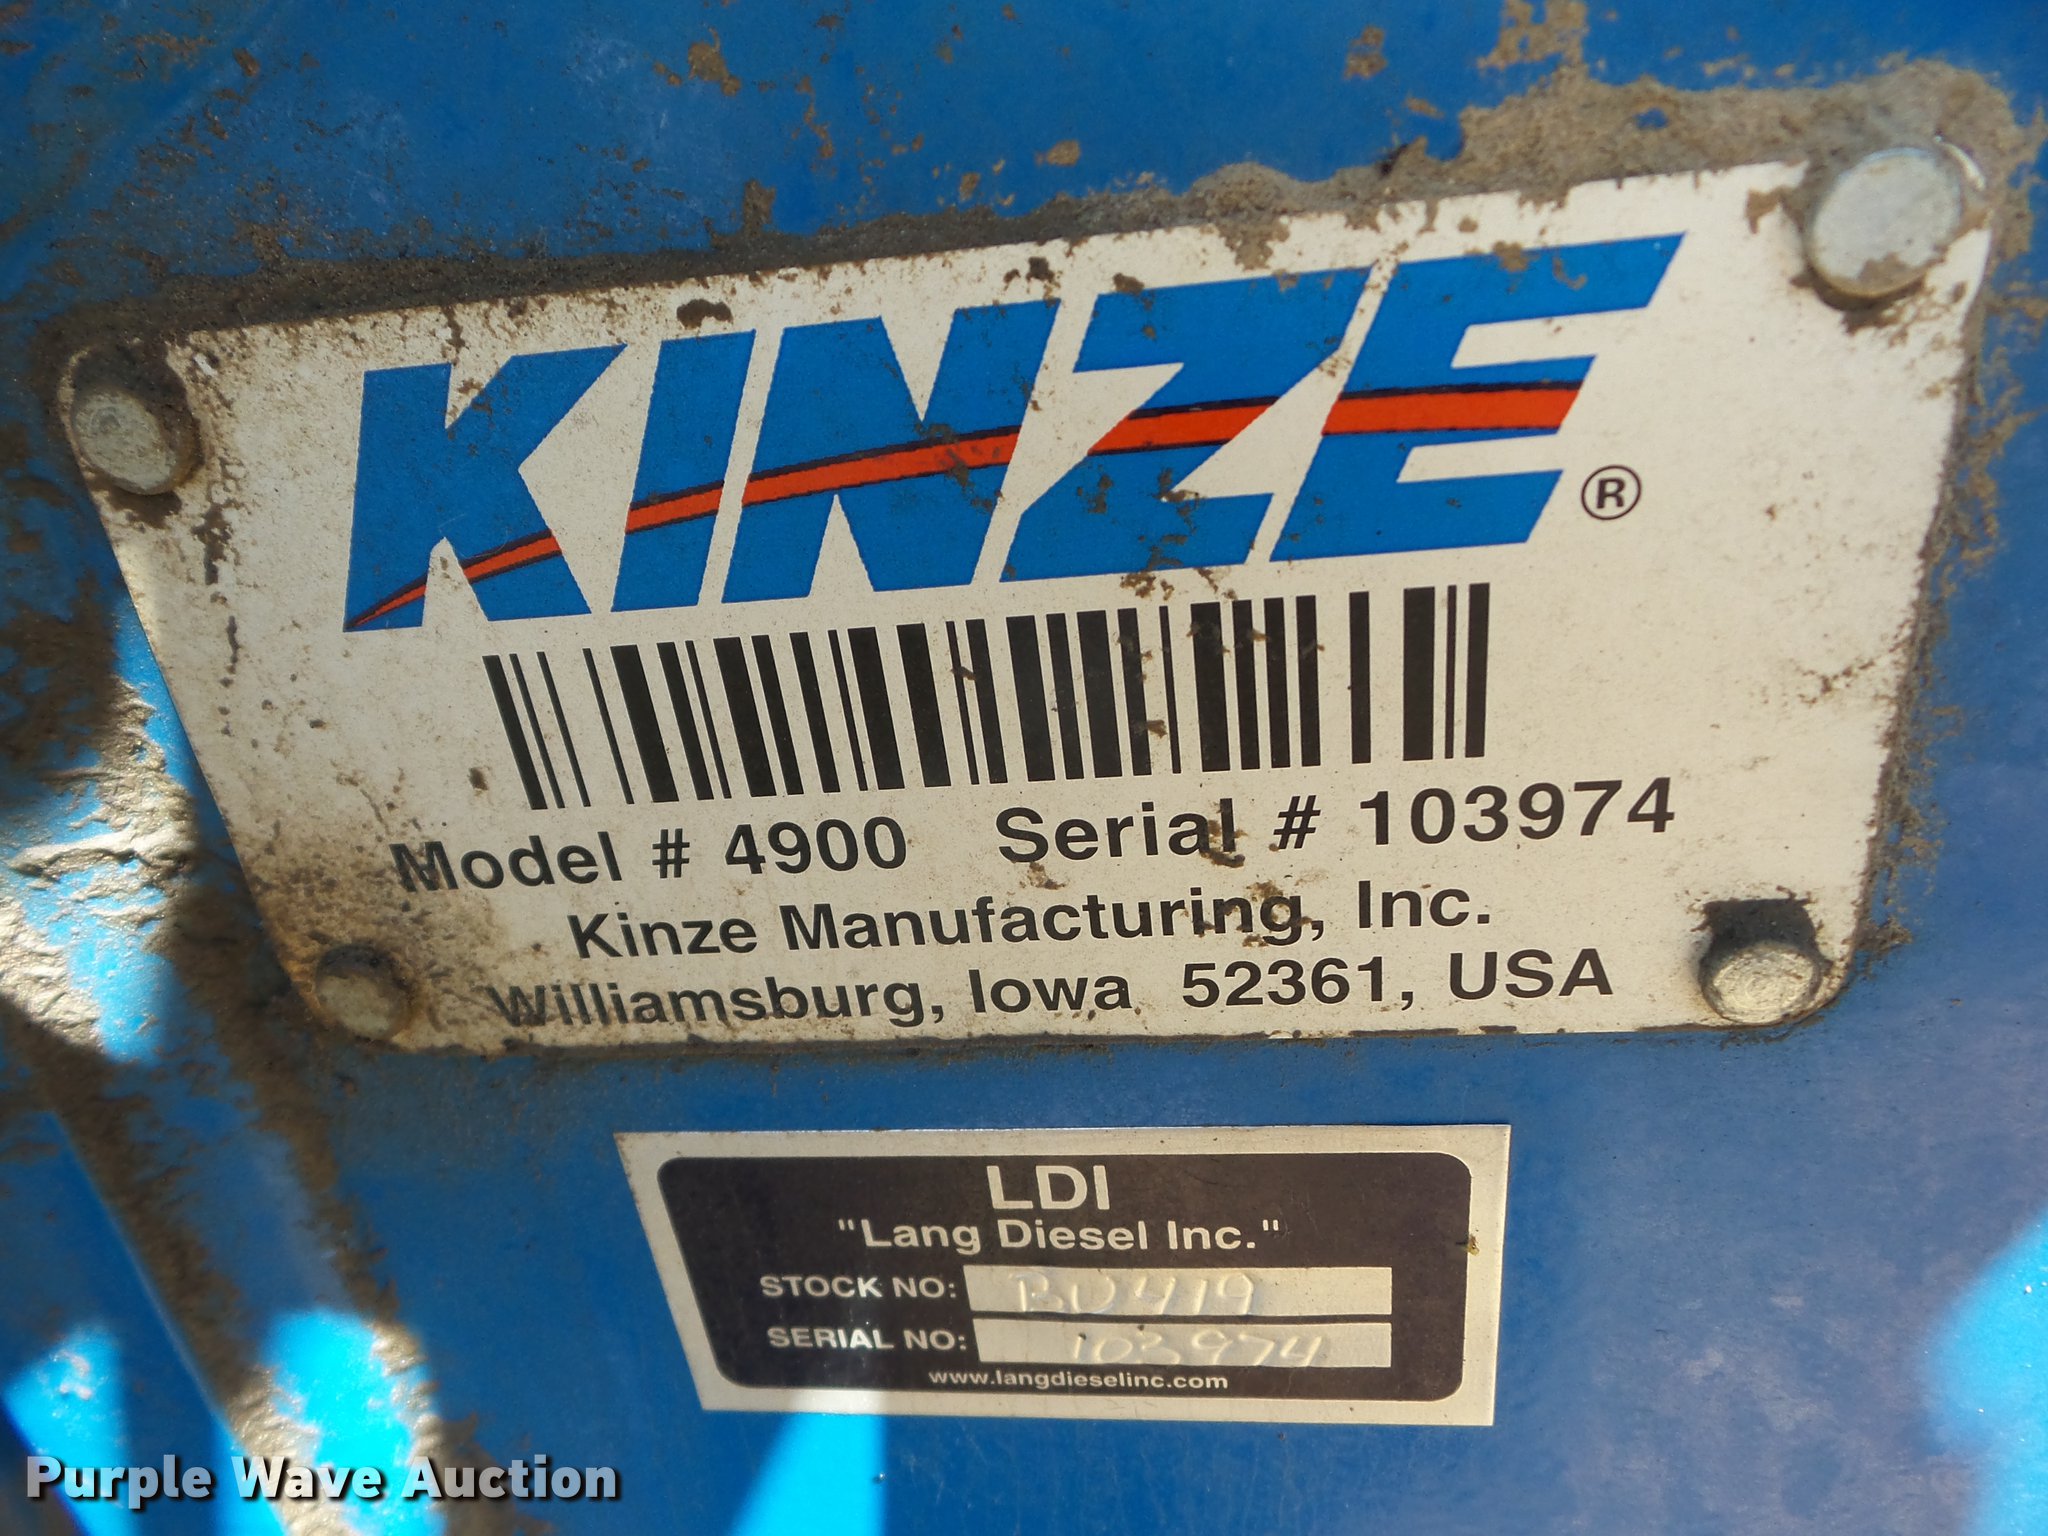 KINZE®
Model # 4900 Serial # 103974
Kinze Manufacturing, Inc.
Williamsburg, Iowa 52361, USA
LDI
"Lang Diesel Inc."
STOCK NO: BU419
SERIAL NO: 103974
www.langdieselinc.com
Purple Wave Auction